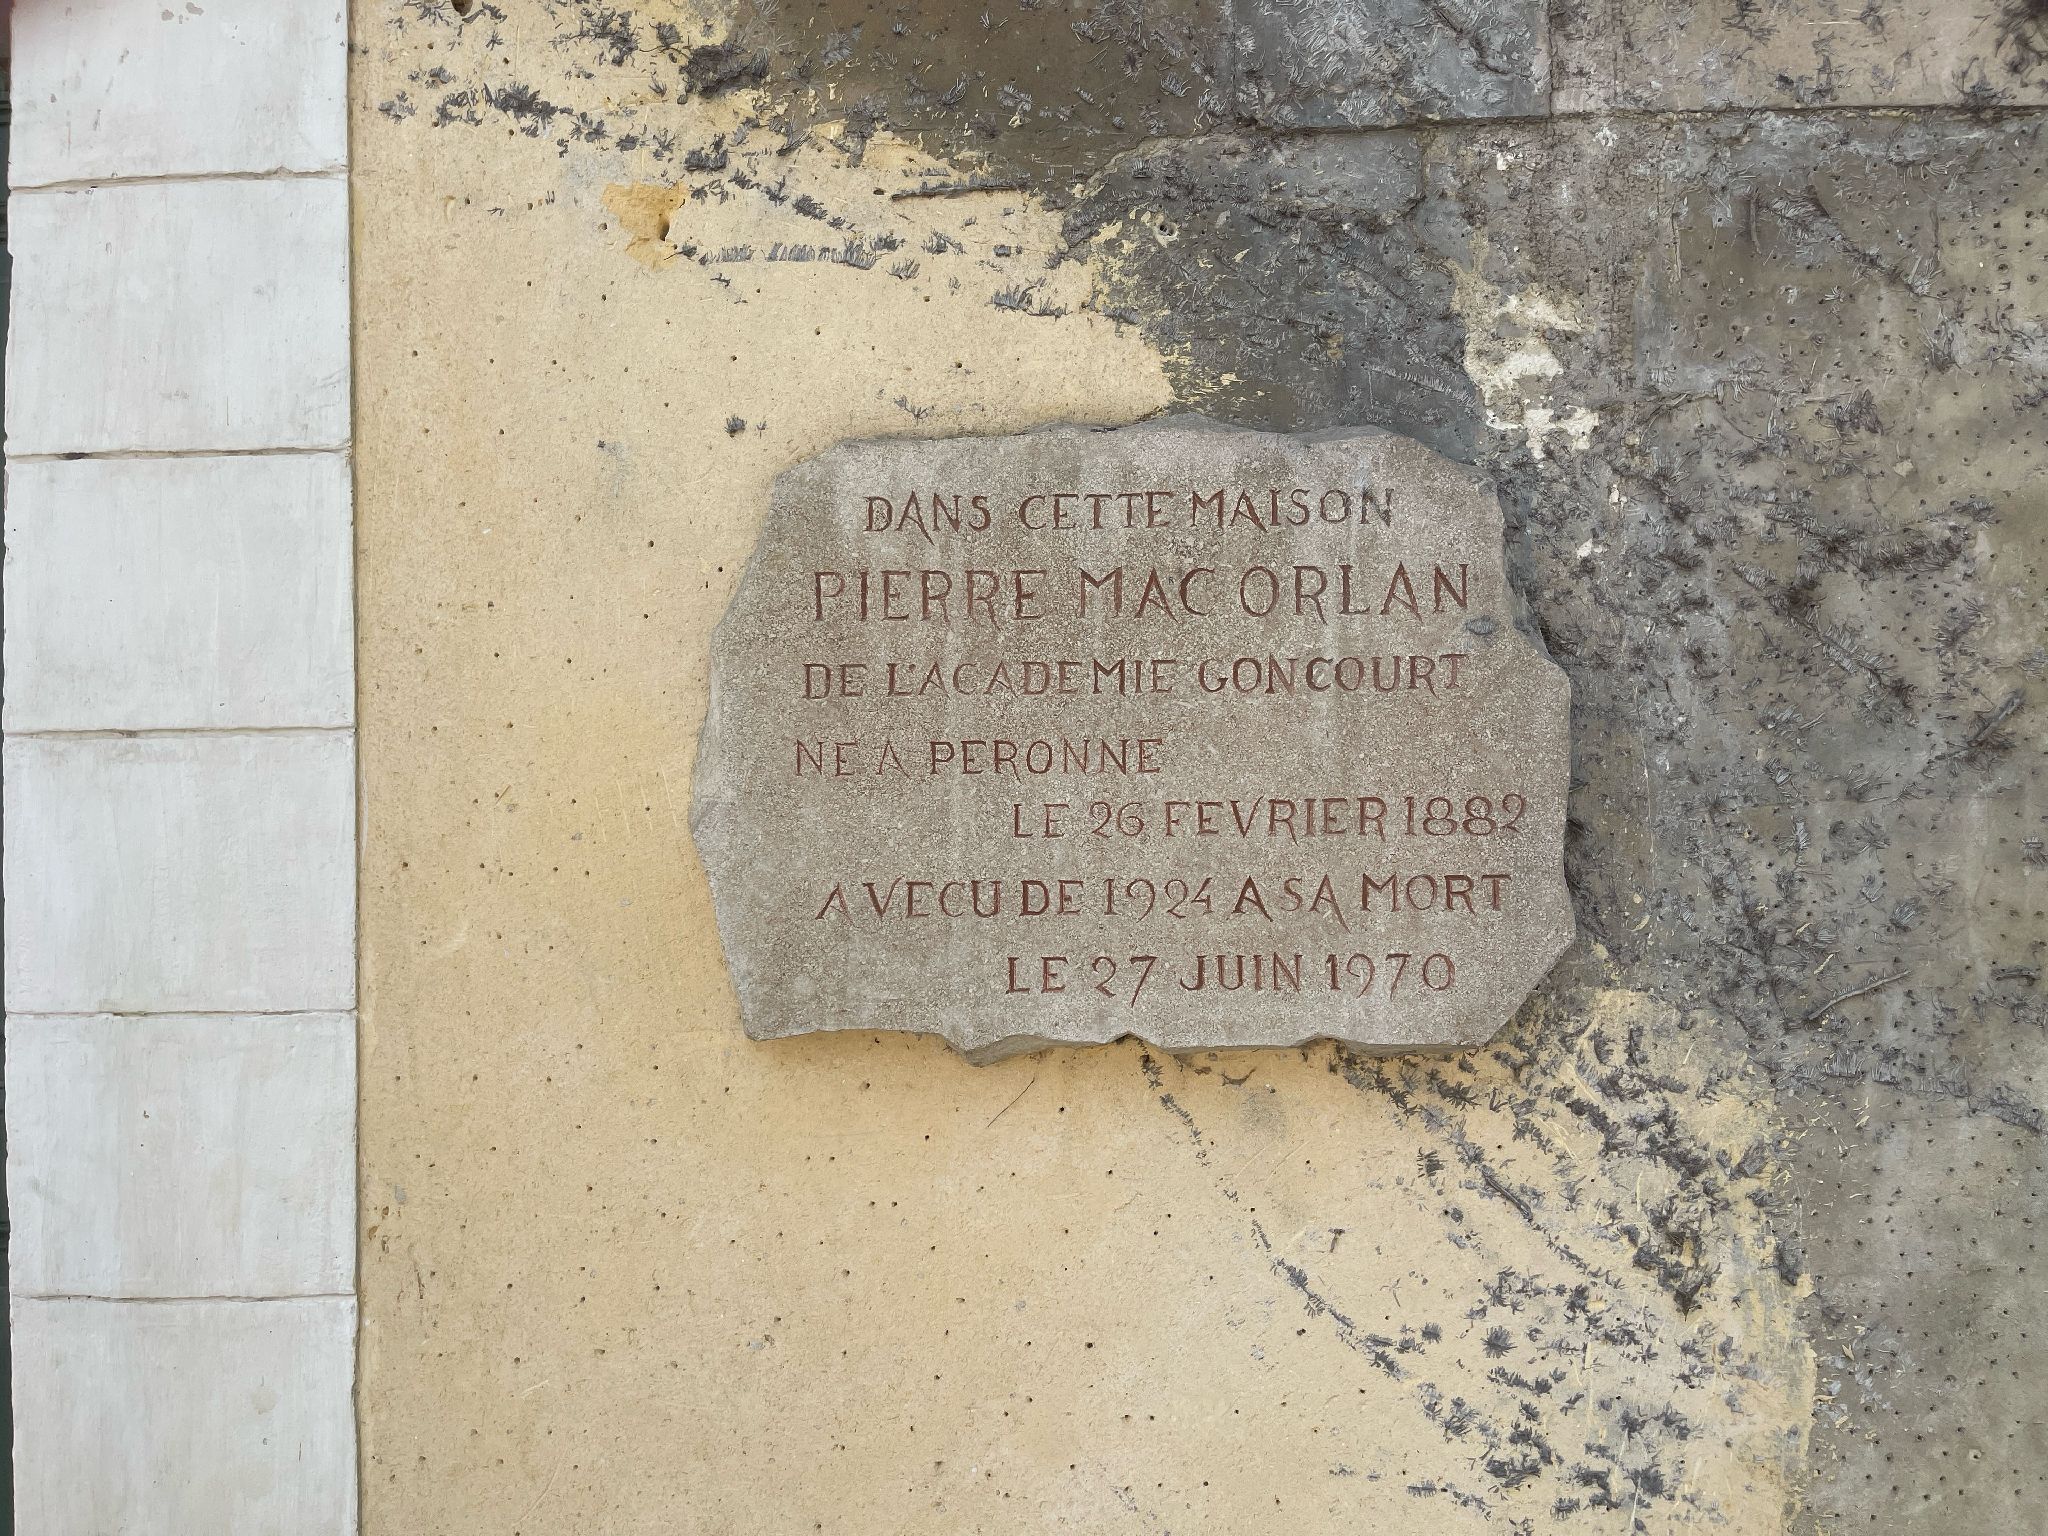 DANS CETTE MAISON
PIERRE MAC ORLAN
DE L'ACADEMIE GONCOURT
NE A PERONNE
LE 26 FEVRIER 1882
A VECU DE 1924 A SA MORT
LE 27 JUIN 1970